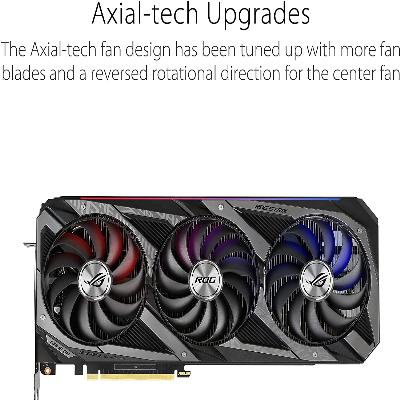 Axial-tech Upgrades
The Axial-tech fan design has been tuned up with more fan
blades and a reversed rotational direction for the center fan
ROG